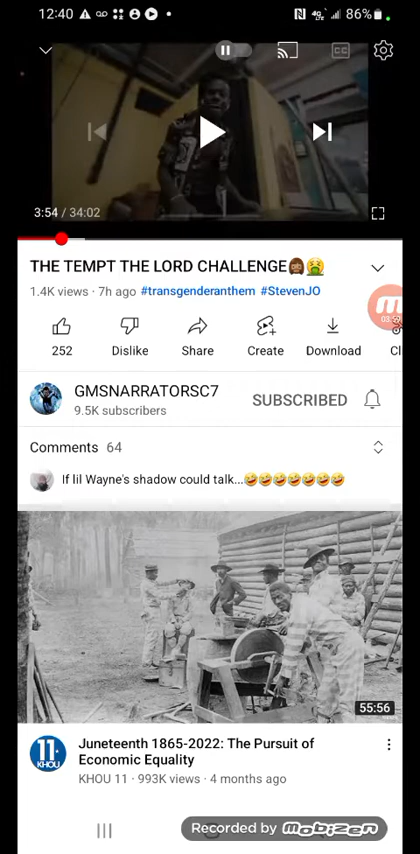 12:40 86%
3:54 / 34:02
THE TEMPT THE LORD CHALLENGE👩🏾🤮
1.4K views · 7h ago #transgenderanthem #StevenJO
252 Dislike Share Create Download
GMSNARRATORSC7
9.5K subscribers
SUBSCRIBED
Comments 64
If lil Wayne's shadow could talk...🤣🤣🤣🤣🤣🤣🤣
55:56
11
KHOU
Juneteenth 1865-2022: The Pursuit of
Economic Equality
KHOU 11 · 993K views · 4 months ago
Recorded by mobizen